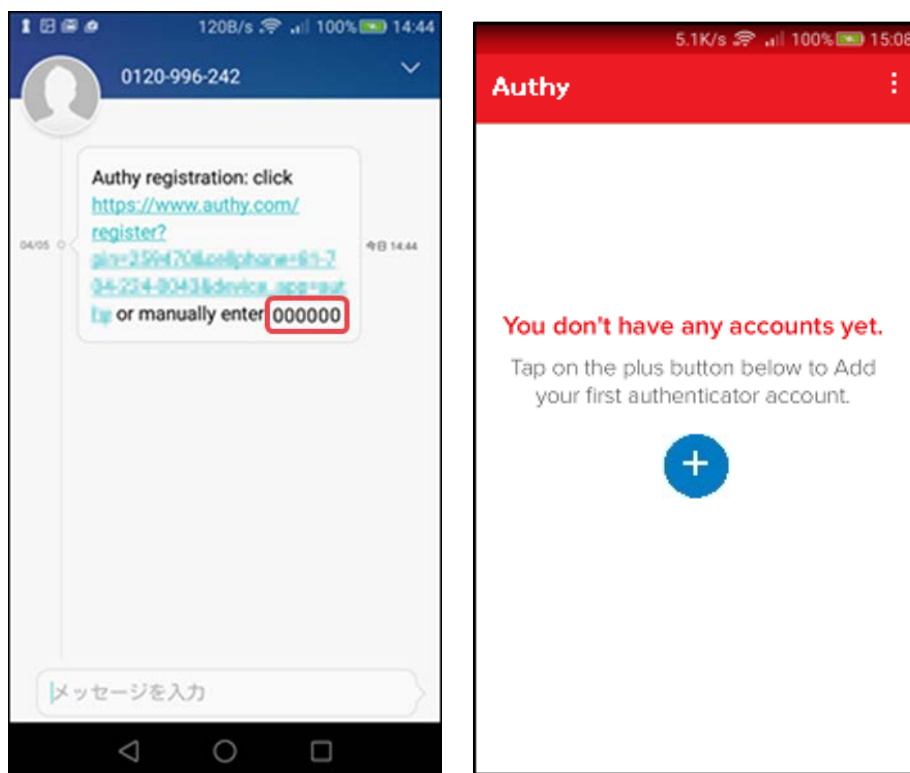 120B/s 100% 14:44
0120-996-242
Authy registration: click
https://www.authy.com/
register?
04/05
今日 14:44
or manually enter 000000
メッセージを入力
5.1K/s 100% 15:08
Authy
You don't have any accounts yet.
Tap on the plus button below to Add
your first authenticator account.